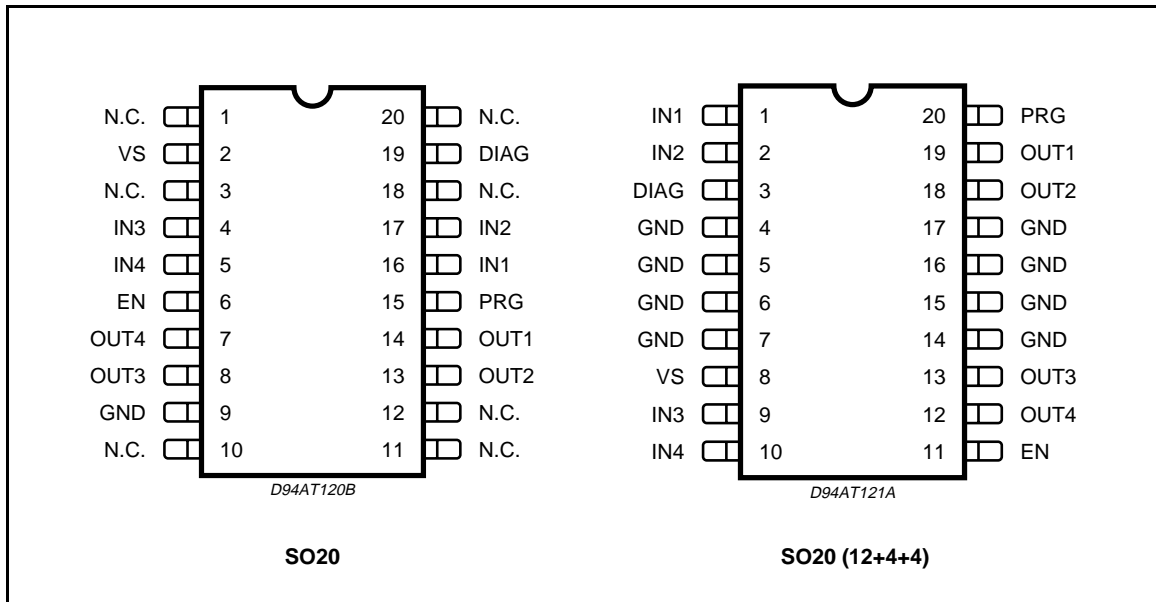 N.C. 1 20 N.C.
VS 2 19 DIAG
N.C. 3 18 N.C.
IN3 4 17 IN2
IN4 5 16 IN1
EN 6 15 PRG
OUT4 7 14 OUT1
OUT3 8 13 OUT2
GND 9 12 N.C.
N.C. 10 11 N.C.
D94AT120B
SO20
IN1 1 20 PRG
IN2 2 19 OUT1
DIAG 3 18 OUT2
GND 4 17 GND
GND 5 16 GND
GND 6 15 GND
GND 7 14 GND
VS 8 13 OUT3
IN3 9 12 OUT4
IN4 10 11 EN
D94AT121A
SO20 (12+4+4)